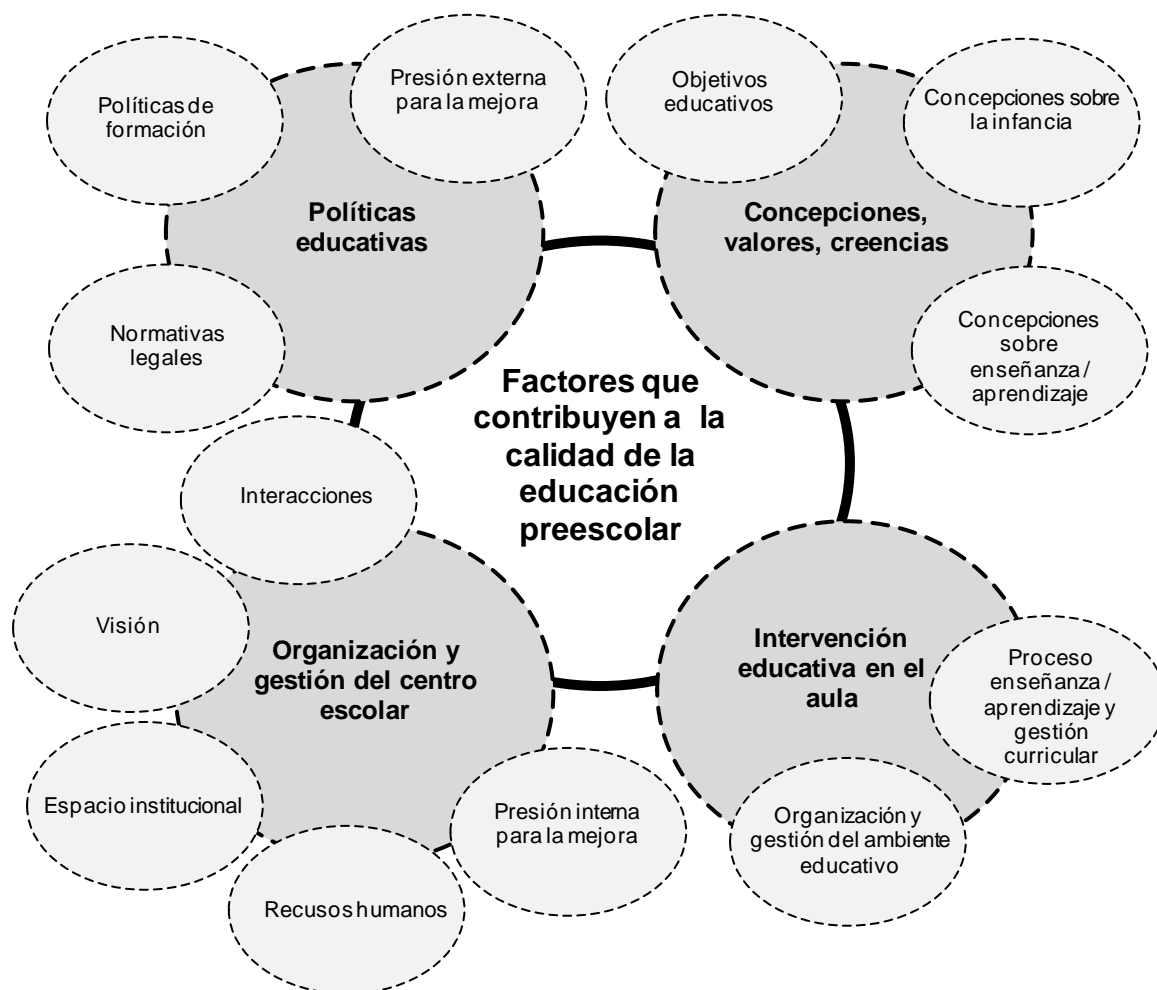 Políticas de
formación
Presión externa
para la mejora
Objetivos
educativos
Concepciones sobre
la infancia
Políticas
educativas
Concepciones,
valores, creencias
Normativas
legales
Concepciones
sobre
enseñanza /
aprendizaje
Factores que
contribuyen a la
calidad de la
educación
preescolar
Interacciones
Visión
Organización y
gestión del centro
escolar
Intervención
educativa en el
aula
Proceso
enseñanza /
aprendizaje y
gestión
curricular
Espacio institucional
Presión interna
para la mejora
Organización y
gestión del ambiente
educativo
Recusos humanos